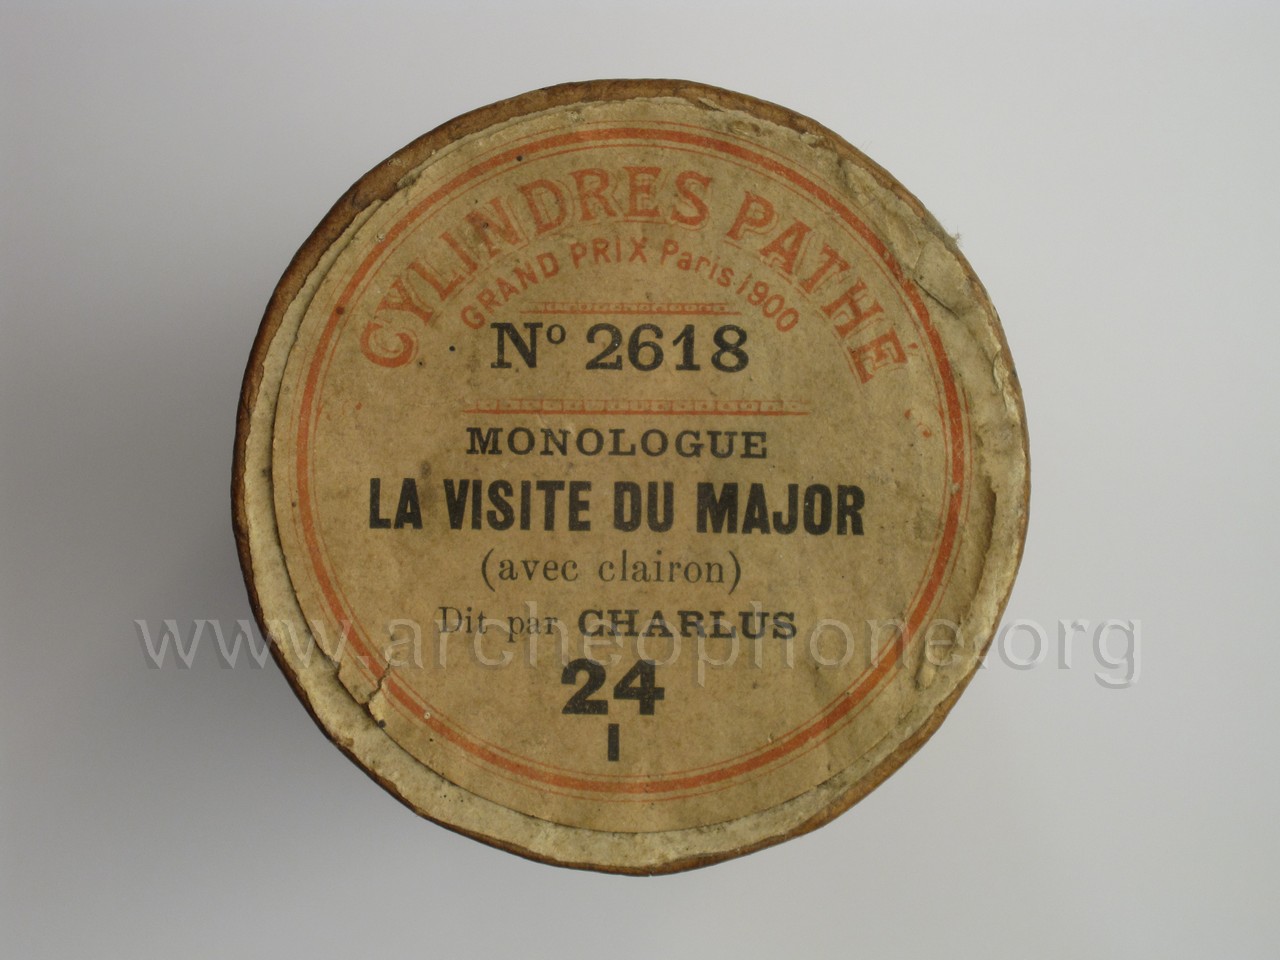 CYLINDRES PATHÉ
GRAND PRIX Paris 1900
Nº 2618
MONOLOGUE
LA VISITE DU MAJOR
(avec clairon)
Dit par CHARLUS
www.archeophone.org
24
1